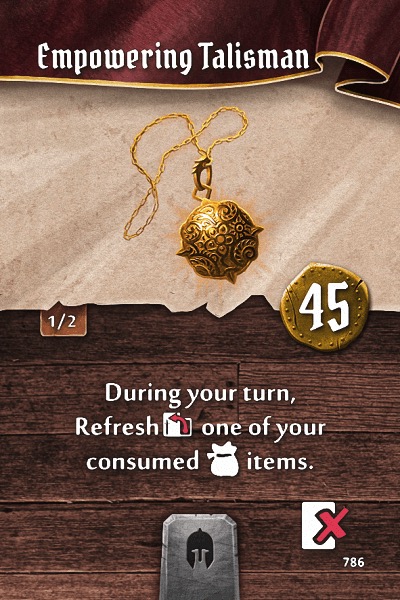 Empowering Talisman
1/2
45
During your turn,
Refresh one of your
consumed items.
786